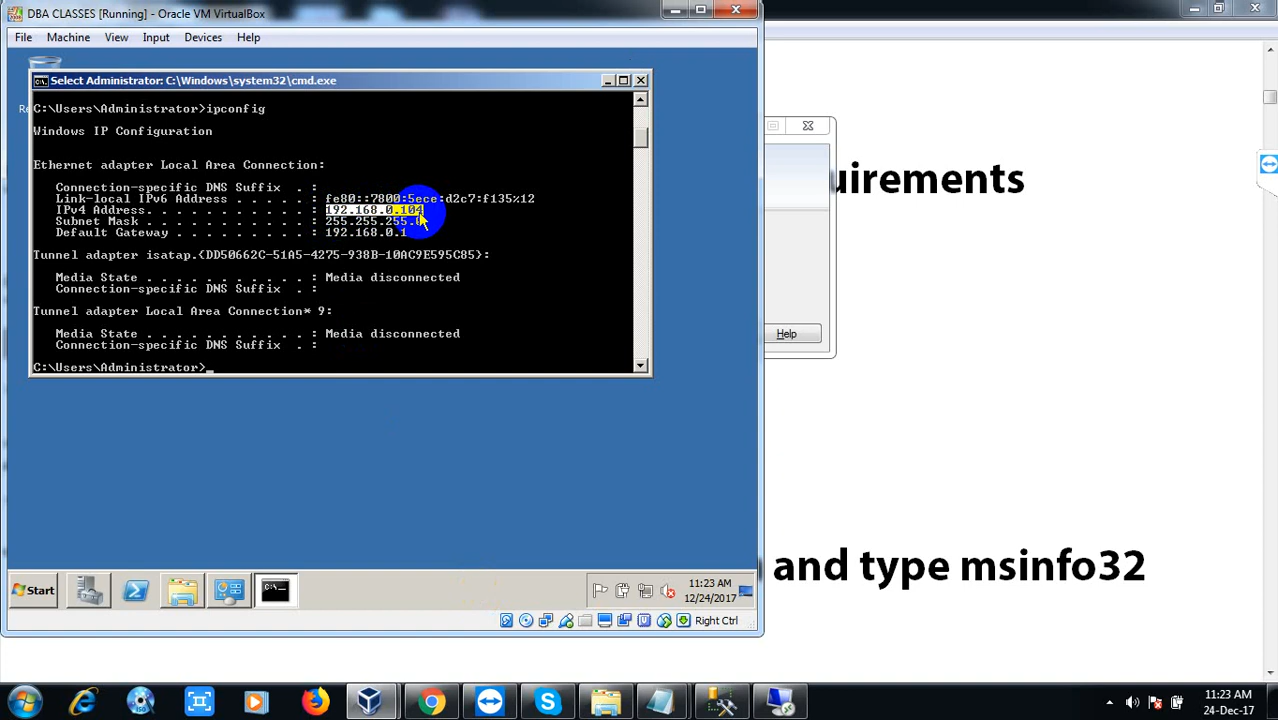 DBA CLASSES [Running] - Oracle VM VirtualBox
File Machine View Input Devices Help
Select Administrator: C:\Windows\system32\cmd.exe
Re
C:\Users\Administrator>ipconfig
Windows IP Configuration
Ethernet adapter Local Area Connection:
Connection-specific DNS Suffix . :
Link-local IPv6 Address . . . . . : fe80::7800:5ece:d2c7:f135%12
IPv4 Address. . . . . . . . . . . : 192.168.0.104
Subnet Mask . . . . . . . . . . . : 255.255.255.0
Default Gateway . . . . . . . . . : 192.168.0.1
Tunnel adapter isatap.{DD50662C-51A5-4275-938B-10AC9E595C85}:
Media State . . . . . . . . . . . : Media disconnected
Connection-specific DNS Suffix . :
Tunnel adapter Local Area Connection* 9:
Media State . . . . . . . . . . . : Media disconnected
Connection-specific DNS Suffix . :
C:\Users\Administrator>_
uirements
Help
and type msinfo32
Start
11:23 AM
12/24/2017
Right Ctrl
11:23 AM
24-Dec-17